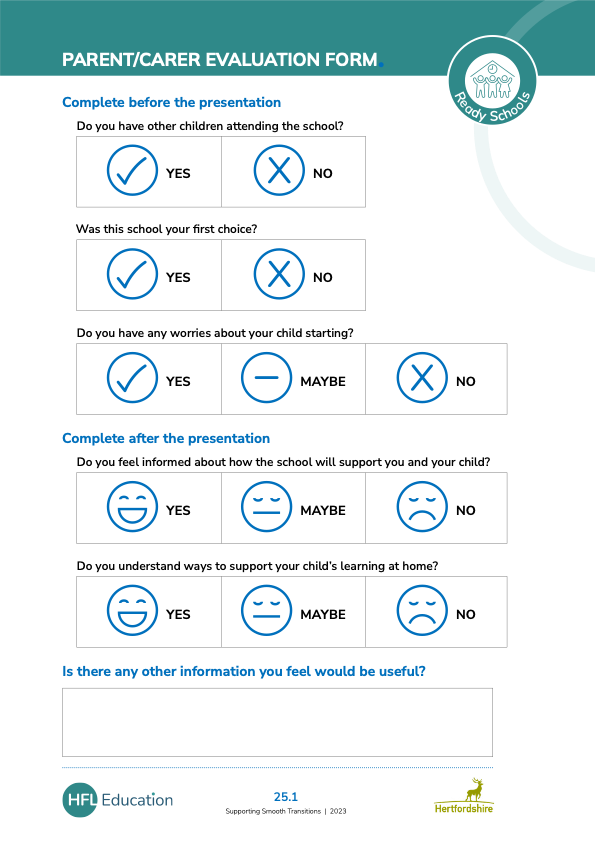 PARENT/CARER EVALUATION FORM.
Ready Schools
Complete before the presentation
Do you have other children attending the school?
YES NO
Was this school your first choice?
YES NO
Do you have any worries about your child starting?
YES MAYBE NO
Complete after the presentation
Do you feel informed about how the school will support you and your child?
YES MAYBE NO
Do you understand ways to support your child's learning at home?
YES MAYBE NO
Is there any other information you feel would be useful?
HFL Education
25.1
Supporting Smooth Transitions | 2023
Hertfordshire